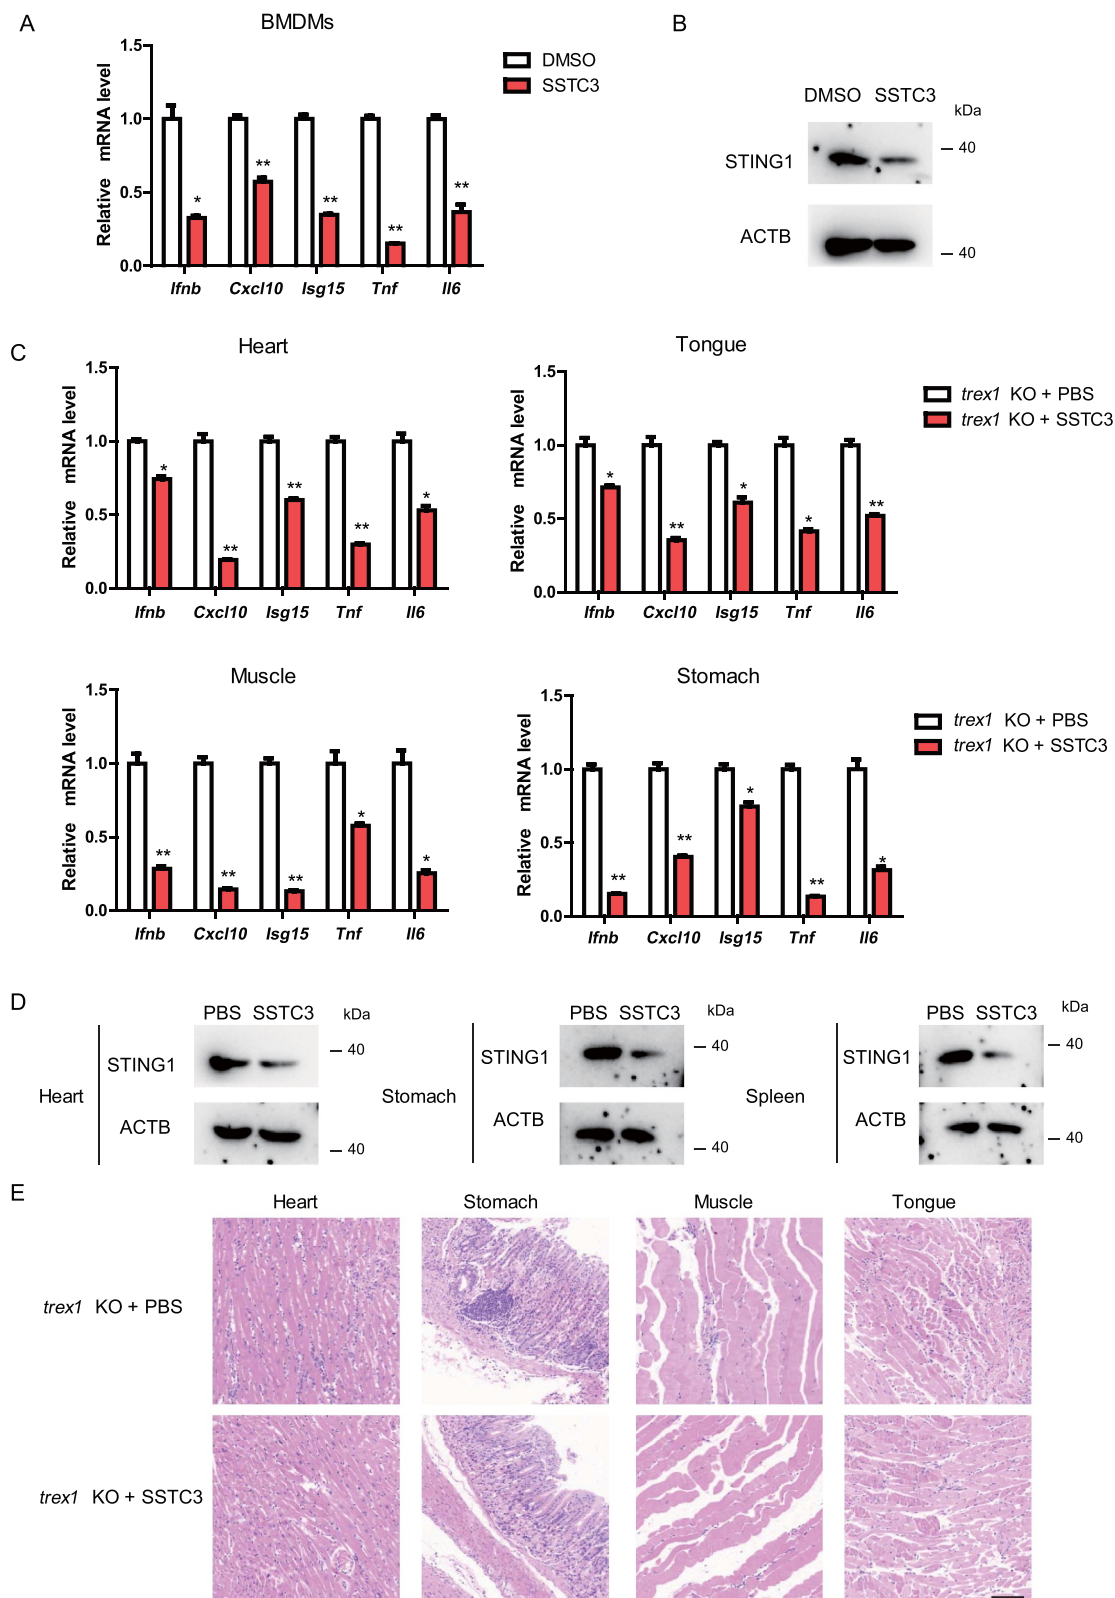 A
BMDMs
Relative mRNA level
1.5
1.0
0.5
0.0
* ** ** ** **
Ifnb Cxcl10 Isg15 Tnf Il6
DMSO
SSTC3
B
DMSO SSTC3
kDa
STING1
40
ACTB
40
C
Heart
Relative mRNA level
1.5
1.0
0.5
0.0
* ** ** ** *
Ifnb Cxcl10 Isg15 Tnf Il6
Tongue
Relative mRNA level
1.5
1.0
0.5
0.0
* ** * * **
Ifnb Cxcl10 Isg15 Tnf Il6
trex1 KO + PBS
trex1 KO + SSTC3
Muscle
Relative mRNA level
1.5
1.0
0.5
0.0
** ** ** * *
Ifnb Cxcl10 Isg15 Tnf Il6
Stomach
Relative mRNA level
1.5
1.0
0.5
0.0
** ** * ** *
Ifnb Cxcl10 Isg15 Tnf Il6
trex1 KO + PBS
trex1 KO + SSTC3
D
Heart
PBS SSTC3
kDa
STING1
40
ACTB
40
Stomach
PBS SSTC3
kDa
STING1
40
ACTB
40
Spleen
PBS SSTC3
kDa
STING1
40
ACTB
40
E
Heart Stomach Muscle Tongue
trex1 KO + PBS
trex1 KO + SSTC3